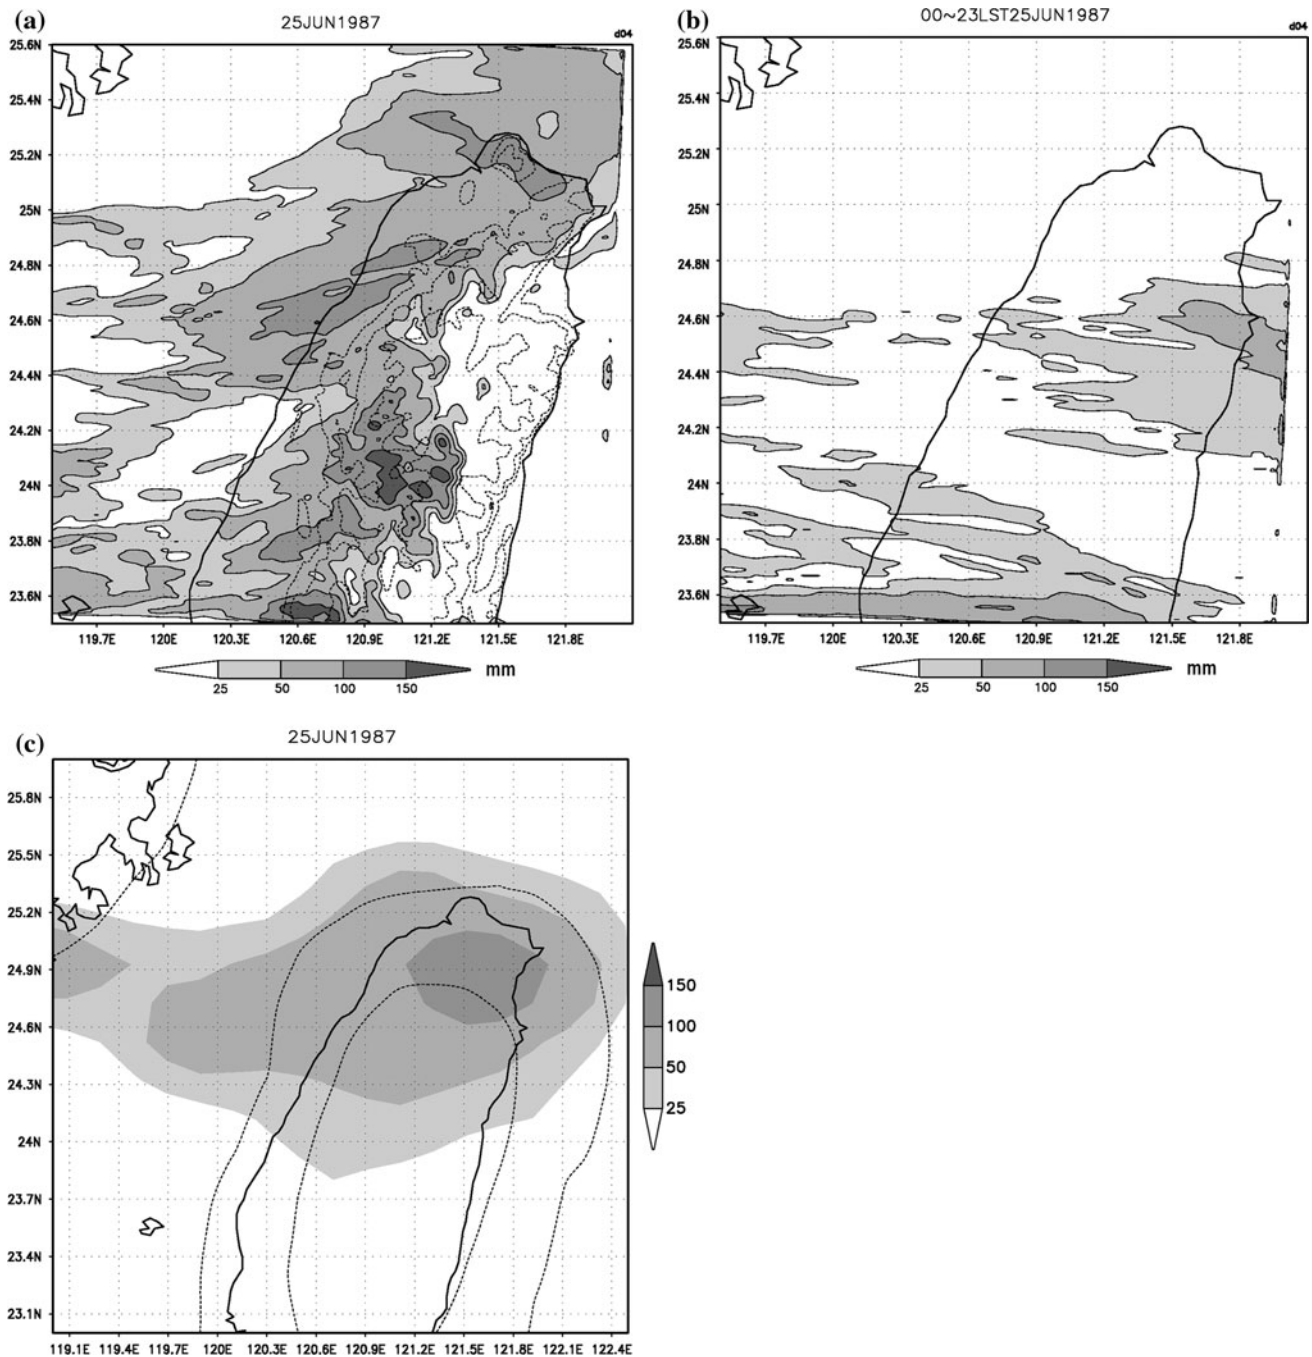 (a)
25JUN1987
d04
25.6N
25.4N
25.2N
25N
24.8N
24.6N
24.4N
24.2N
24N
23.8N
23.6N
119.7E 120E 120.3E 120.6E 120.9E 121.2E 121.5E 121.8E
25 50 100 150 mm
(b)
00~23LST25JUN1987
d04
25.6N
25.4N
25.2N
25N
24.8N
24.6N
24.4N
24.2N
24N
23.8N
23.6N
119.7E 120E 120.3E 120.6E 120.9E 121.2E 121.5E 121.8E
25 50 100 150 mm
(c)
25JUN1987
25.8N
25.5N
25.2N
24.9N
24.6N
24.3N
24N
23.7N
23.4N
23.1N
119.1E 119.4E 119.7E 120E 120.3E 120.6E 120.9E 121.2E 121.5E 121.8E 122.1E 122.4E
150
100
50
25